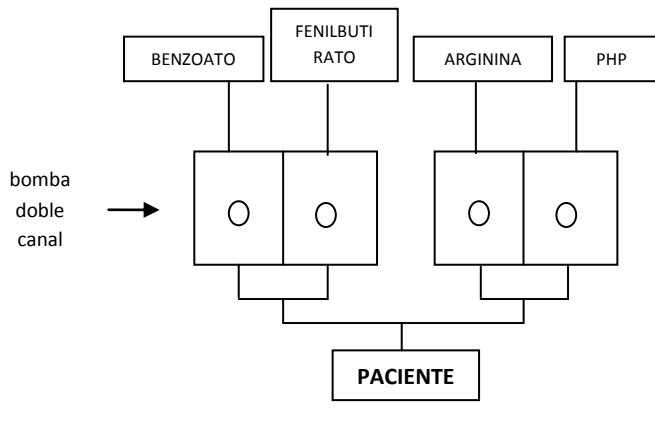 BENZOATO
FENILBUTI
RATO
ARGININA
PHP
bomba
doble
canal
PACIENTE